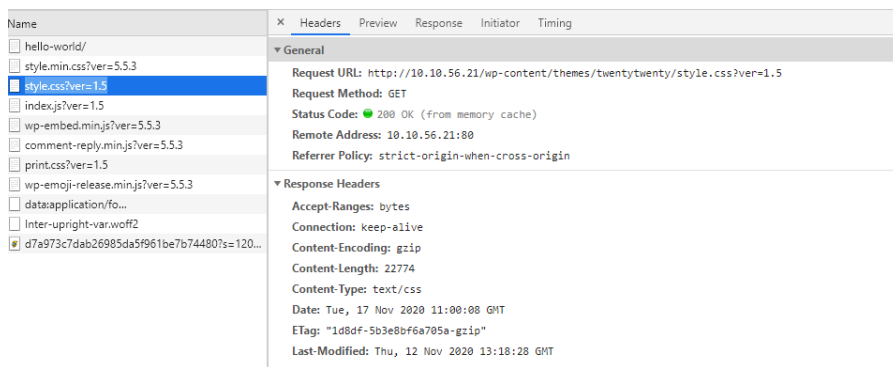 Name
hello-world/
style.min.css?ver=5.5.3
style.css?ver=1.5
index.js?ver=1.5
wp-embed.min.js?ver=5.5.3
comment-reply.min.js?ver=5.5.3
print.css?ver=1.5
wp-emoji-release.min.js?ver=5.5.3
data:application/fo...
Inter-upright-var.woff2
d7a973c7dab26985da5f961be7b74480?s=120...
× Headers Preview Response Initiator Timing
General
Request URL: http://10.10.56.21/wp-content/themes/twentytwenty/style.css?ver=1.5
Request Method: GET
Status Code: 200 OK (from memory cache)
Remote Address: 10.10.56.21:80
Referrer Policy: strict-origin-when-cross-origin
Response Headers
Accept-Ranges: bytes
Connection: keep-alive
Content-Encoding: gzip
Content-Length: 22774
Content-Type: text/css
Date: Tue, 17 Nov 2020 11:00:08 GMT
ETag: "1d8df-5b3e8bf6a705a-gzip"
Last-Modified: Thu, 12 Nov 2020 13:18:28 GMT